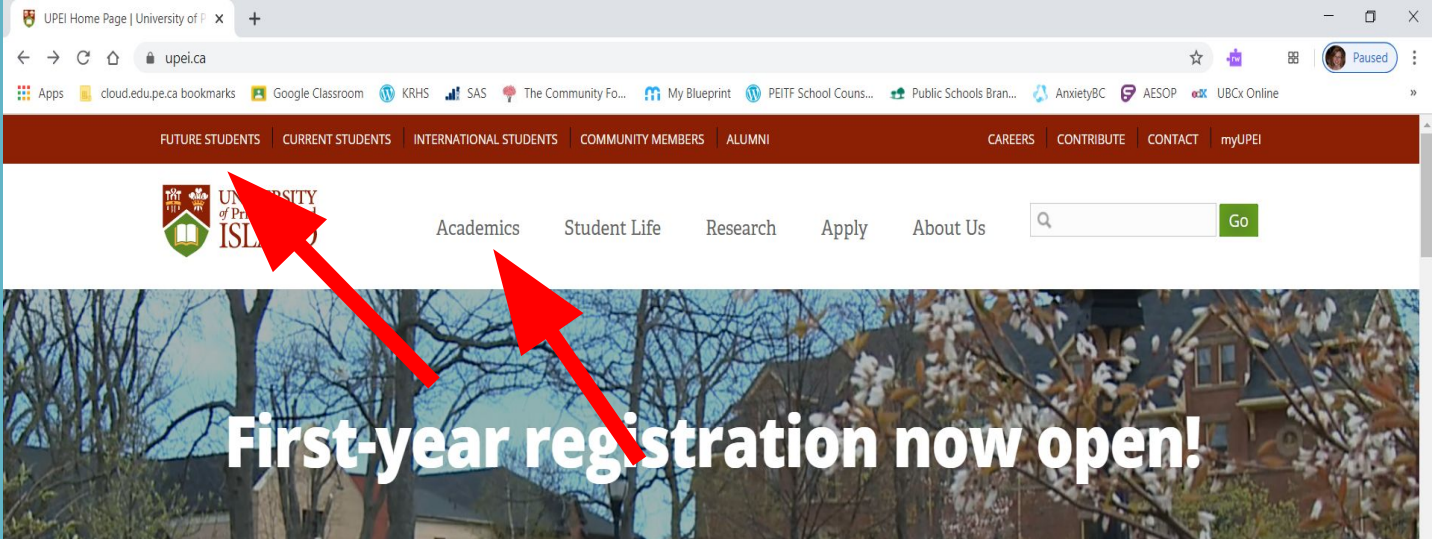 UPEI Home Page | University of P
upei.ca
Paused
Apps cloud.edu.pe.ca bookmarks Google Classroom KRHS SAS The Community Fo... My Blueprint PEITF School Couns... Public Schools Bran... AnxietyBC AESOP edX UBCx Online »
FUTURE STUDENTS CURRENT STUDENTS INTERNATIONAL STUDENTS COMMUNITY MEMBERS ALUMNI CAREERS CONTRIBUTE CONTACT myUPEI
of
Academics Student Life Research Apply About Us Go
First-year registration now open!